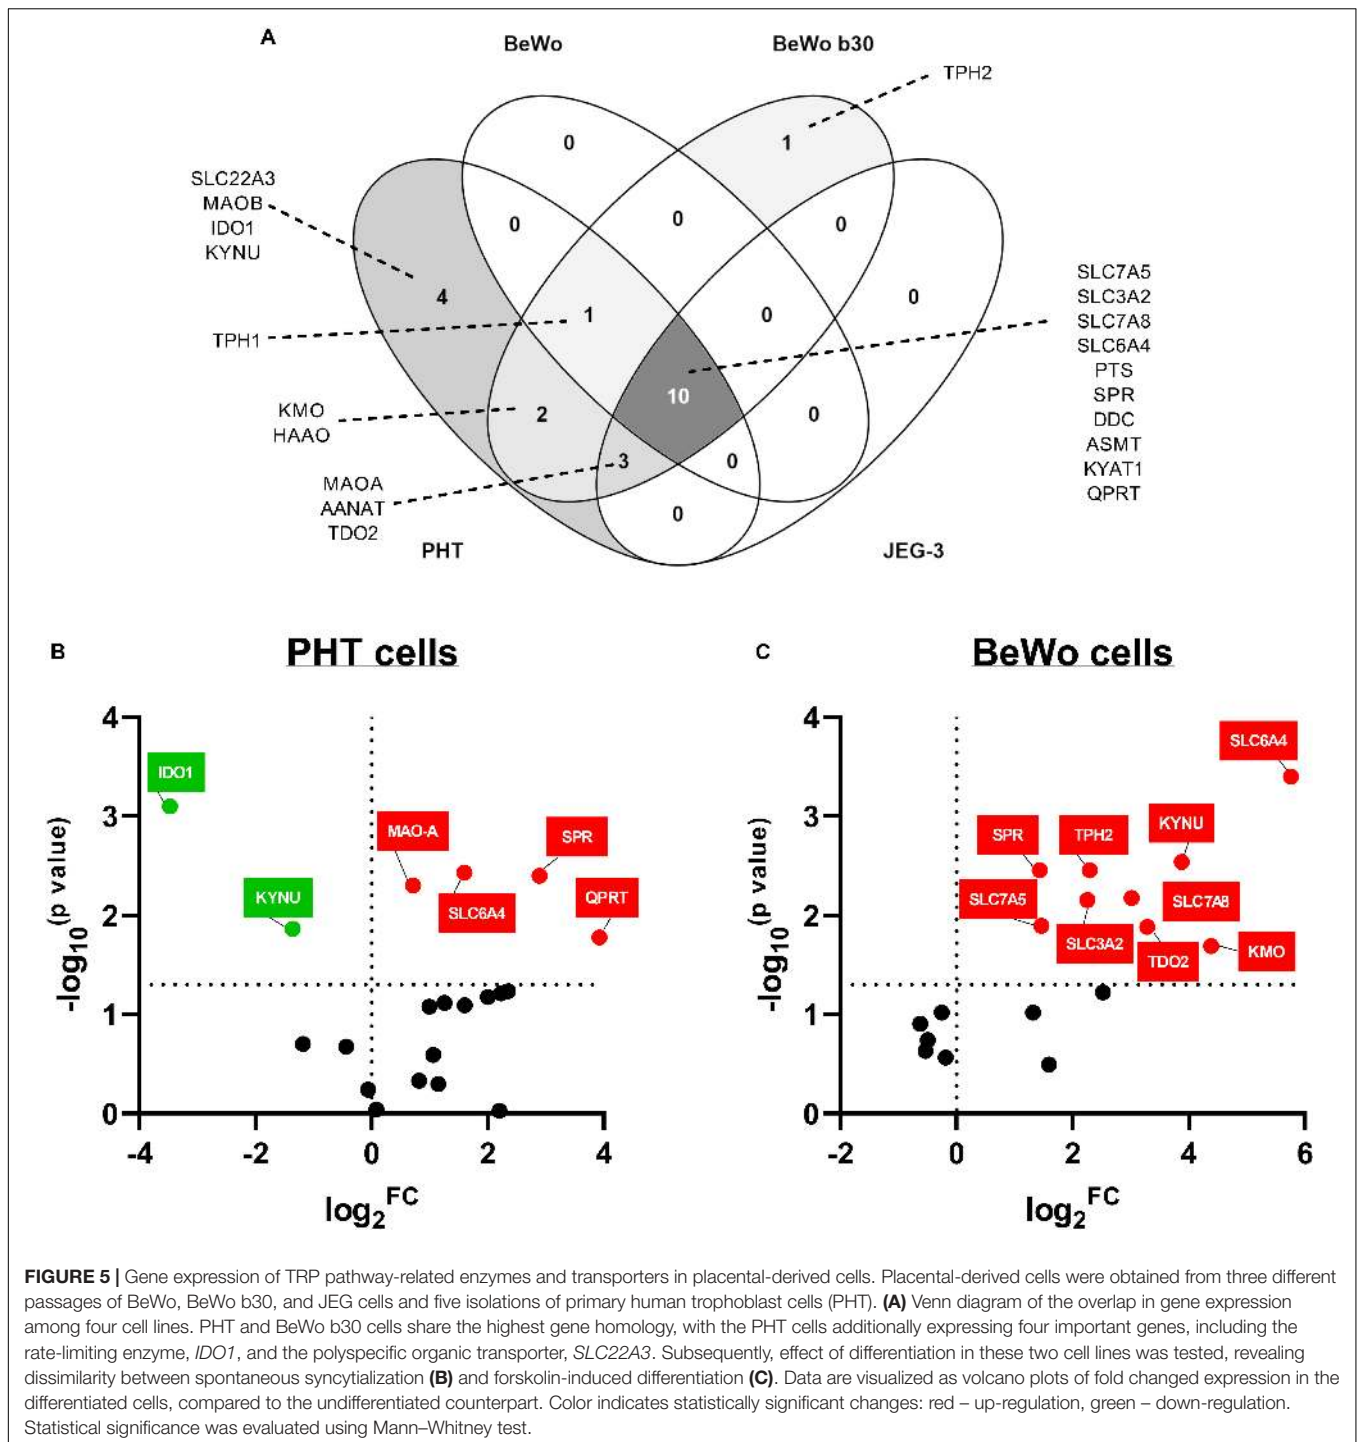 A
BeWo
BeWo b30
TPH2
0
1
SLC22A3
MAOB
IDO1
KYNU
0
0
0
4
1
0
0
TPH1
SLC7A5
SLC3A2
SLC7A8
SLC6A4
PTS
SPR
DDC
ASMT
KYAT1
QPRT
10
KMO
HAAO
2
0
3
0
MAOA
AANAT
TDO2
0
PHT
JEG-3
B
PHT cells
4
3
2
1
0
-log10(p value)
IDO1
KYNU
MAO-A
SLC6A4
SPR
QPRT
-4
-2
0
2
4
log2FC
C
BeWo cells
4
3
2
1
0
-log10(p value)
SLC6A4
SPR
TPH2
KYNU
SLC7A5
SLC3A2
SLC7A8
TDO2
KMO
-2
0
2
4
6
log2FC
FIGURE 5 | Gene expression of TRP pathway-related enzymes and transporters in placental-derived cells. Placental-derived cells were obtained from three different
passages of BeWo, BeWo b30, and JEG cells and five isolations of primary human trophoblast cells (PHT). (A) Venn diagram of the overlap in gene expression
among four cell lines. PHT and BeWo b30 cells share the highest gene homology, with the PHT cells additionally expressing four important genes, including the
rate-limiting enzyme, IDO1, and the polyspecific organic transporter, SLC22A3. Subsequently, effect of differentiation in these two cell lines was tested, revealing
dissimilarity between spontaneous syncytialization (B) and forskolin-induced differentiation (C). Data are visualized as volcano plots of fold changed expression in the
differentiated cells, compared to the undifferentiated counterpart. Color indicates statistically significant changes: red – up-regulation, green – down-regulation.
Statistical significance was evaluated using Mann–Whitney test.